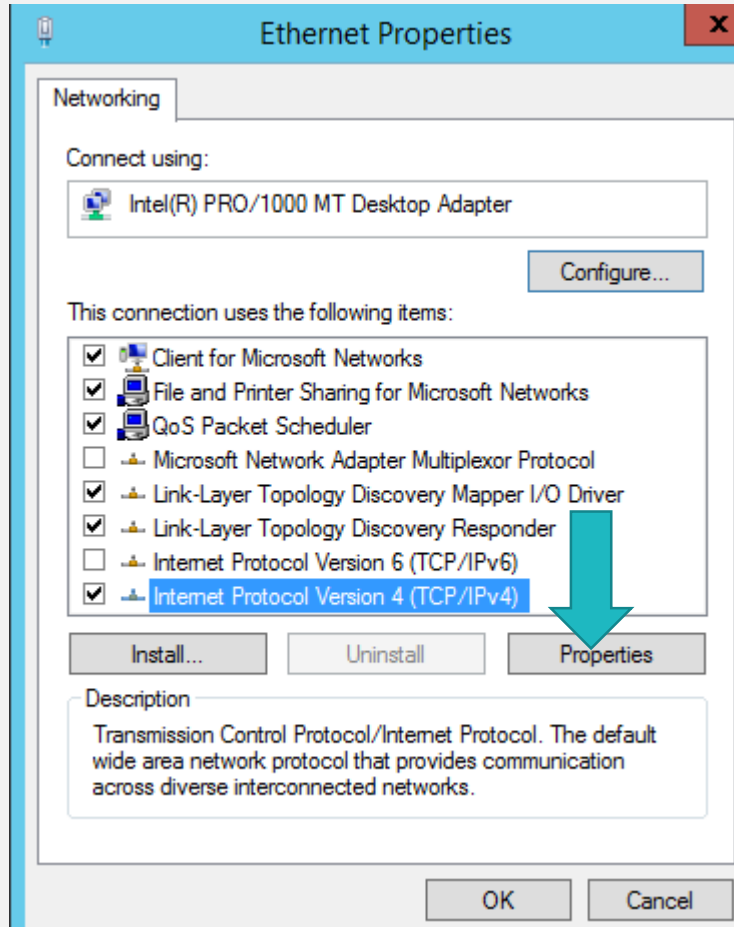 Ethernet Properties
x
Networking
Connect using:
Intel(R) PRO/1000 MT Desktop Adapter
Configure...
This connection uses the following items:
Client for Microsoft Networks
File and Printer Sharing for Microsoft Networks
QoS Packet Scheduler
Microsoft Network Adapter Multiplexor Protocol
Link-Layer Topology Discovery Mapper I/O Driver
Link-Layer Topology Discovery Responder
Internet Protocol Version 6 (TCP/IPv6)
Internet Protocol Version 4 (TCP/IPv4)
Install...
Uninstall
Properties
Description
Transmission Control Protocol/Internet Protocol. The default
wide area network protocol that provides communication
across diverse interconnected networks.
OK
Cancel